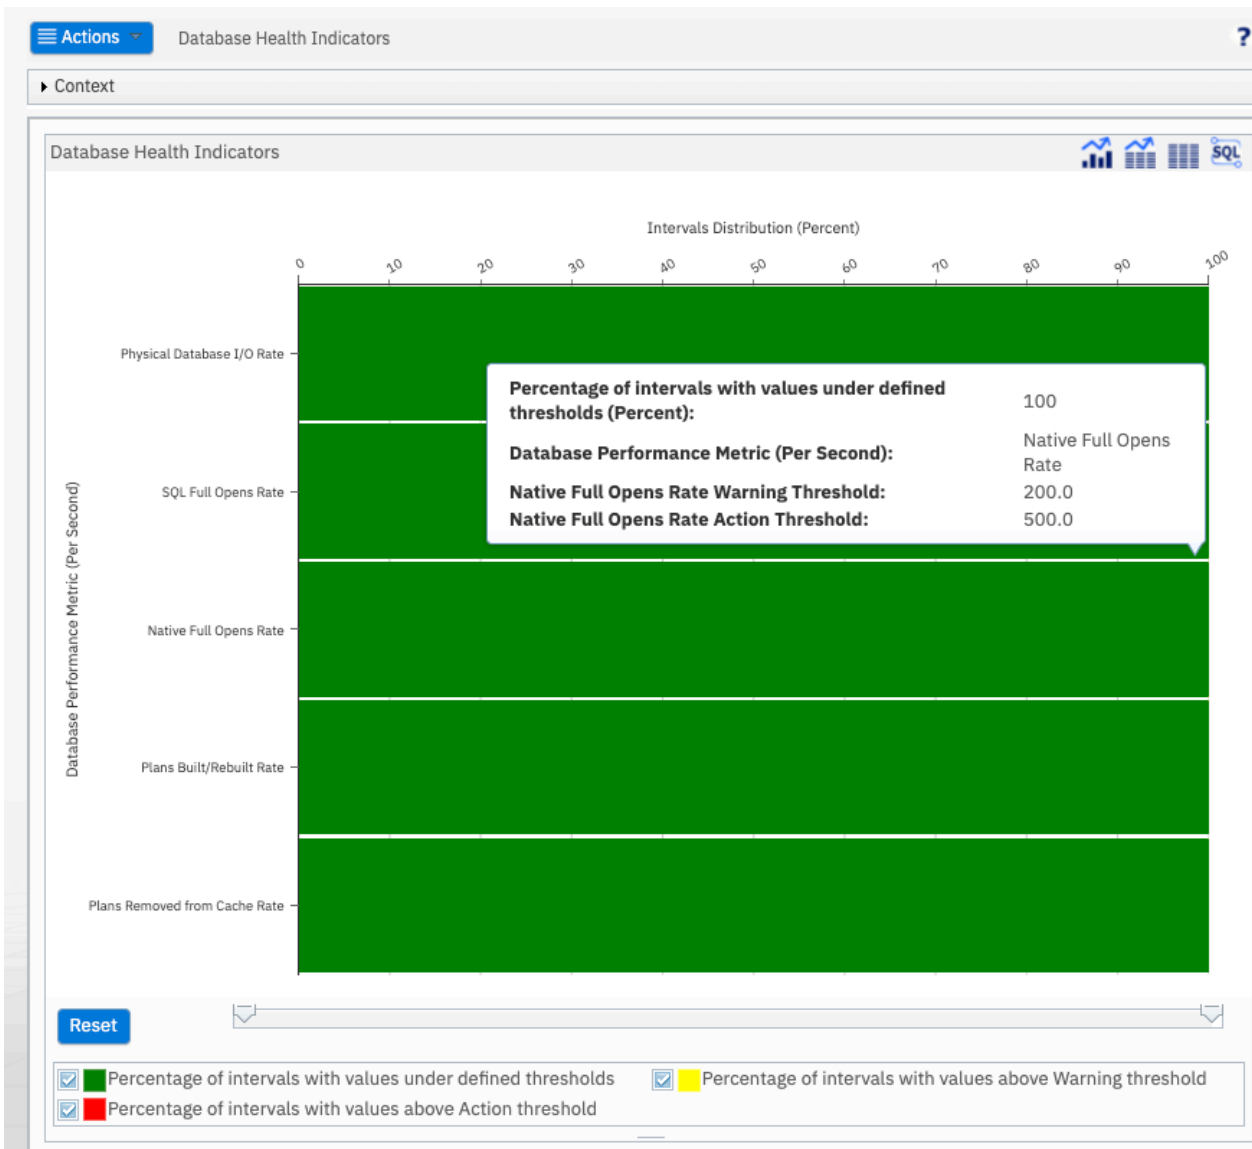 Actions
Database Health Indicators
?
Context
Database Health Indicators
SQL
Intervals Distribution (Percent)
0 10 20 30 40 50 60 70 80 90 100
Database Performance Metric (Per Second)
Physical Database I/O Rate
SQL Full Opens Rate
Native Full Opens Rate
Plans Built/Rebuilt Rate
Plans Removed from Cache Rate
Percentage of intervals with values under defined
thresholds (Percent):
100
Database Performance Metric (Per Second):
Native Full Opens
Rate
Native Full Opens Rate Warning Threshold: 200.0
Native Full Opens Rate Action Threshold: 500.0
Reset
Percentage of intervals with values under defined thresholds
Percentage of intervals with values above Warning threshold
Percentage of intervals with values above Action threshold